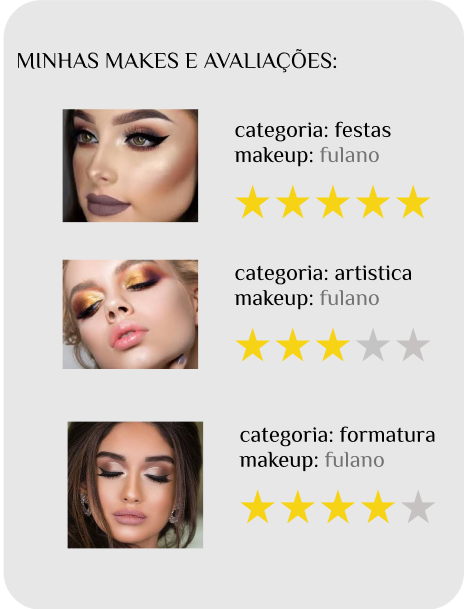 MINHAS MAKES E AVALIAÇÕES:
categoria: festas
makeup: fulano
categoria: artistica
makeup: fulano
categoria: formatura
makeup: fulano